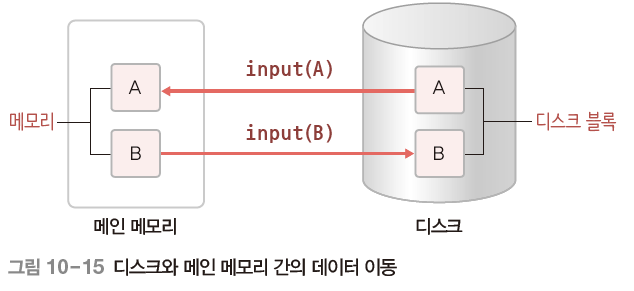 input(A)
A
A
메모리
디스크 블록
input(B)
B
B
메인 메모리
디스크
그림 10-15 디스크와 메인 메모리 간의 데이터 이동